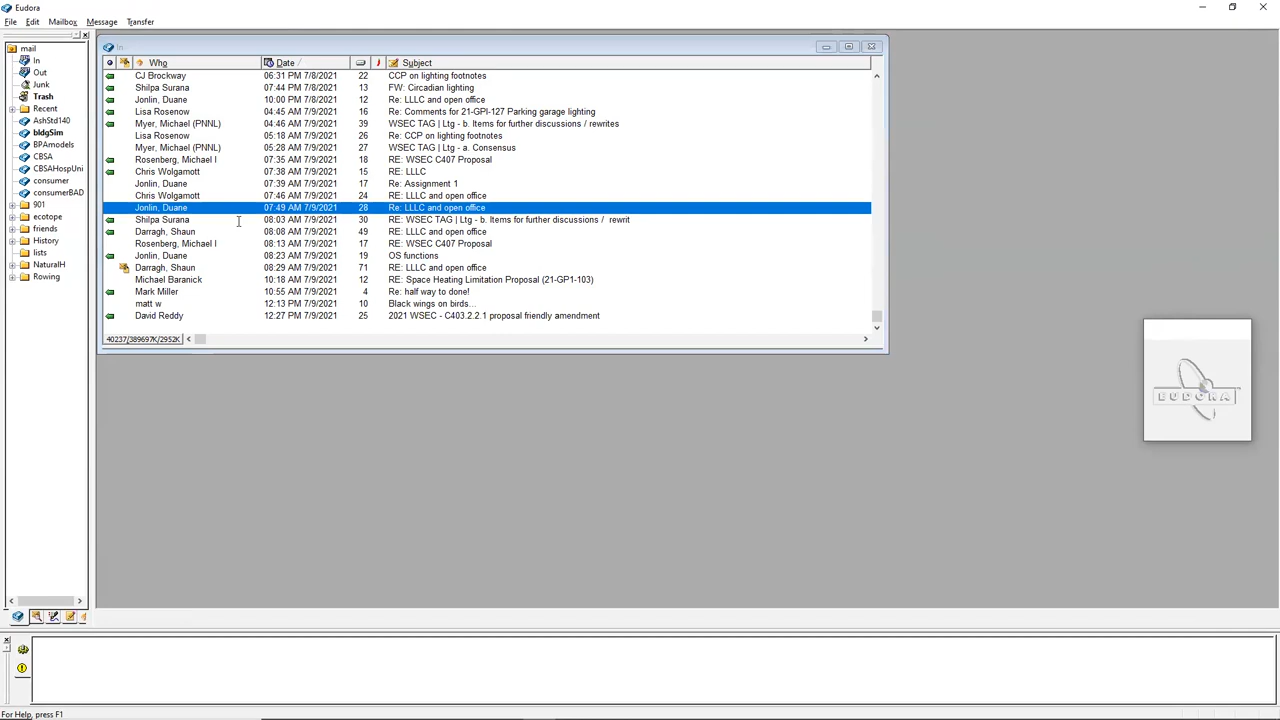 Eudora
File Edit Mailbox Message Transfer
mail
In
Out
Junk
Trash
Recent
AshStd140
bldgSim
BPAmodels
CBSA
CBSAHospUni
consumer
consumerBAD
901
ecotope
friends
History
lists
NaturalH
Rowing
In
Who Date Subject
CJ Brockway 06:31 PM 7/8/2021 22 CCP on lighting footnotes
Shilpa Surana 07:44 PM 7/8/2021 13 FW: Circadian lighting
Jonlin, Duane 10:00 PM 7/8/2021 12 Re: LLLC and open office
Lisa Rosenow 04:45 AM 7/9/2021 16 Re: Comments for 21-GPI-127 Parking garage lighting
Myer, Michael (PNNL) 04:46 AM 7/9/2021 39 WSEC TAG | Ltg - b. Items for further discussions / rewrites
Lisa Rosenow 05:18 AM 7/9/2021 26 Re: CCP on lighting footnotes
Myer, Michael (PNNL) 05:28 AM 7/9/2021 27 WSEC TAG | Ltg - a. Consensus
Rosenberg, Michael I 07:35 AM 7/9/2021 18 RE: WSEC C407 Proposal
Chris Wolgamott 07:38 AM 7/9/2021 15 RE: LLLC
Jonlin, Duane 07:39 AM 7/9/2021 17 Re: Assignment 1
Chris Wolgamott 07:46 AM 7/9/2021 24 RE: LLLC and open office
Jonlin, Duane 07:49 AM 7/9/2021 28 Re: LLLC and open office
Shilpa Surana 08:03 AM 7/9/2021 30 RE: WSEC TAG | Ltg - b. Items for further discussions / rewrit
Darragh, Shaun 08:08 AM 7/9/2021 49 RE: LLLC and open office
Rosenberg, Michael I 08:13 AM 7/9/2021 17 RE: WSEC C407 Proposal
Jonlin, Duane 08:23 AM 7/9/2021 19 OS functions
Darragh, Shaun 08:29 AM 7/9/2021 71 RE: LLLC and open office
Michael Baranick 10:18 AM 7/9/2021 12 RE: Space Heating Limitation Proposal (21-GP1-103)
Mark Miller 10:55 AM 7/9/2021 4 Re: half way to done!
matt w 12:13 PM 7/9/2021 10 Black wings on birds...
David Reddy 12:27 PM 7/9/2021 25 2021 WSEC - C403.2.2.1 proposal friendly amendment
40237/389697K/2952K
EUDORA
For Help, press F1